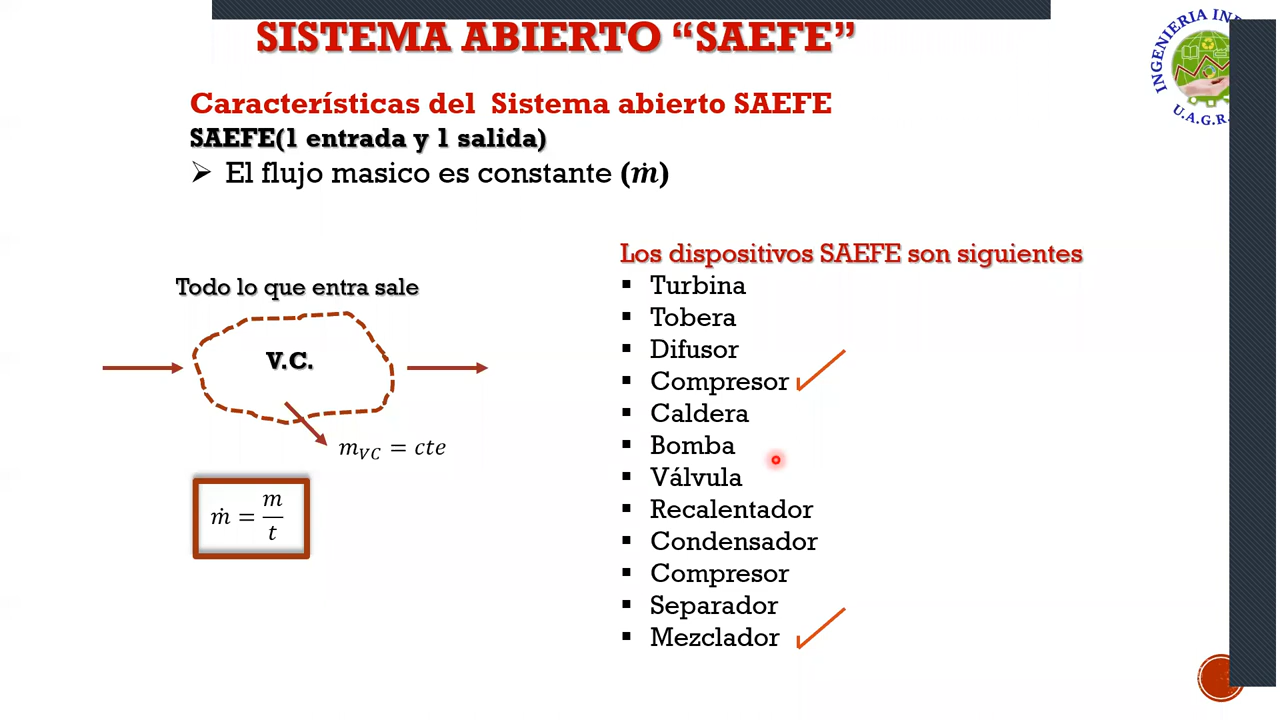 SISTEMA ABIERTO “SAEFE”
Características del Sistema abierto SAEFE
SAEFE(1 entrada y 1 salida)
➢ El flujo masico es constante (ṁ)
Todo lo que entra sale
V.C.
m_VC = cte
ṁ = m/t
Los dispositivos SAEFE son siguientes
▪ Turbina
▪ Tobera
▪ Difusor
▪ Compresor
▪ Caldera
▪ Bomba
▪ Válvula
▪ Recalentador
▪ Condensador
▪ Compresor
▪ Separador
▪ Mezclador
INGENIERIA
U.A.G.R.